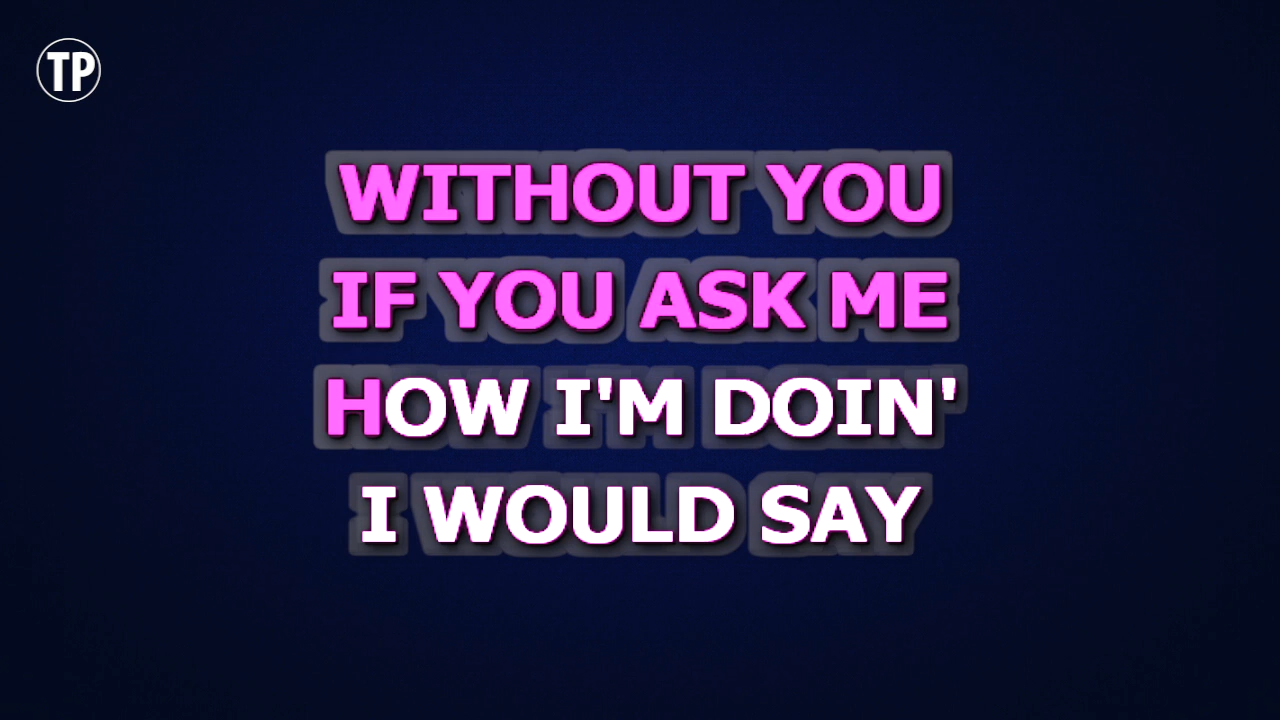 TP
WITHOUT YOU
IF YOU ASK ME
HOW I'M DOIN'
I WOULD SAY